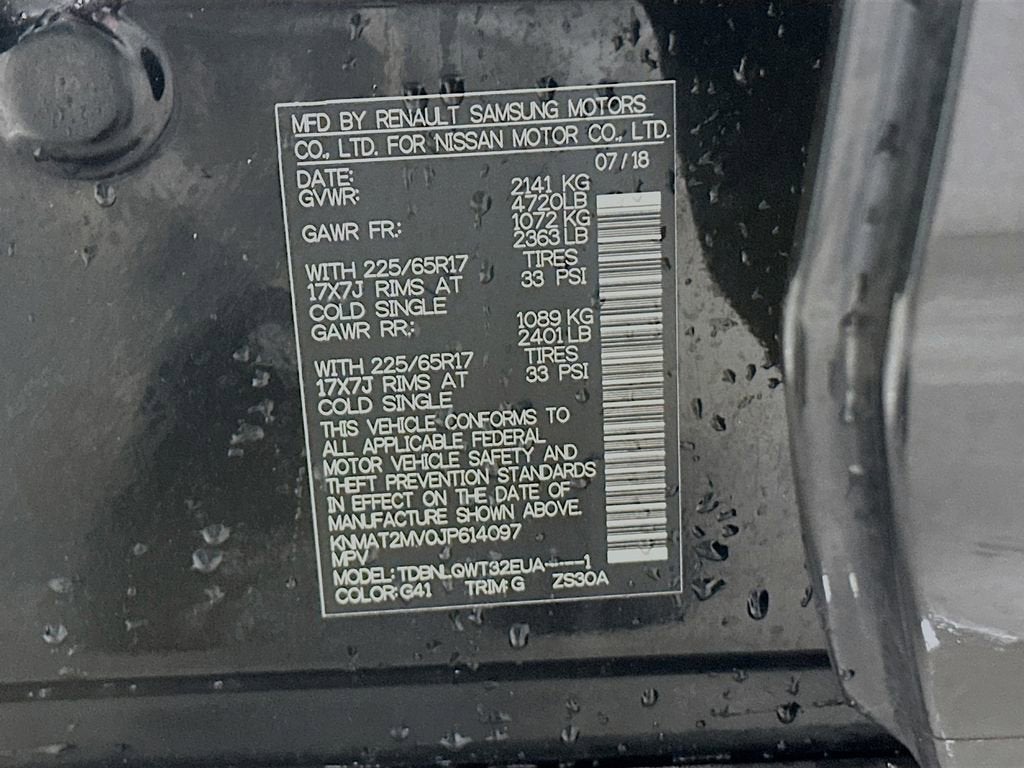 MFD BY RENAULT SAMSUNG MOTORS
CO., LTD. FOR NISSAN MOTOR CO., LTD.
DATE: 07/18
GVWR: 2141 KG
4720LB
GAWR FR.: 1072 KG
2363 LB
WITH 225/65R17 TIRES
17X7J RIMS AT 33 PSI
COLD SINGLE
GAWR RR.: 1089 KG
2401 LB
WITH 225/65R17 TIRES
17X7J RIMS AT 33 PSI
COLD SINGLE
THIS VEHICLE CONFORMS TO
ALL APPLICABLE FEDERAL
MOTOR VEHICLE SAFETY AND
THEFT PREVENTION STANDARDS
IN EFFECT ON THE DATE OF
MANUFACTURE SHOWN ABOVE.
KNMAT2MV0JP614097
MPV
MODEL: TDBNLQWT32EUA----1
COLOR: G41 TRIM: G ZS30A